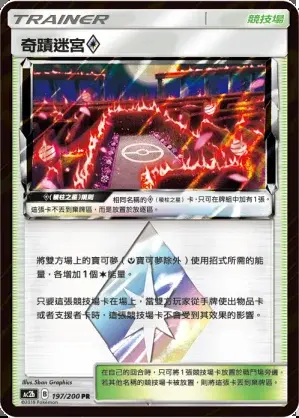 TRAINER
競技場
奇蹟迷宮◇
◇(稜柱之星)規則
相同名稱的◇(稜柱之星)卡，只可在牌組中加有1張。
這張卡不丟到棄牌區，而是放置於放逐區。
將雙方場上的寶可夢(寶可夢除外)使用招式所需的能
量，各增加1個能量。
只要這張競技場卡在場上，當雙方玩家從手牌使出物品卡
或者支援者卡時，這張卡不會受到其效果的影響。
Illus. 5ban Graphics
在自己的回合時，只可將1張競技場卡放置於戰鬥場旁邊。
若其他名稱的競技場卡被放置，則將這張卡丟棄。
AC2b
197/200 PR
©2019 Pokémon